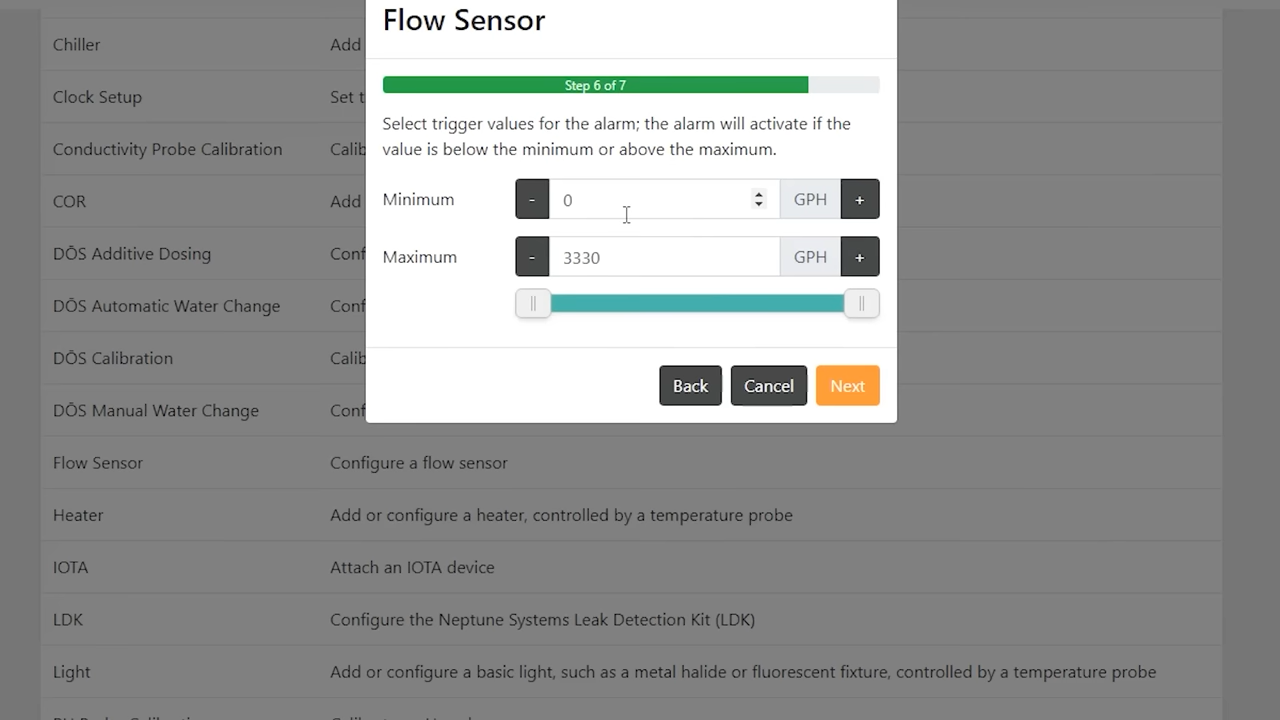 Flow Sensor
Step 6 of 7
Select trigger values for the alarm; the alarm will activate if the
value is below the minimum or above the maximum.
Minimum - 0 GPH +
Maximum - 3330 GPH +
Back Cancel Next
Chiller Add
Clock Setup Set t
Conductivity Probe Calibration Calib
COR Add
DŌS Additive Dosing Conf
DŌS Automatic Water Change Conf
DŌS Calibration Calib
DŌS Manual Water Change Conf
Flow Sensor Configure a flow sensor
Heater Add or configure a heater, controlled by a temperature probe
IOTA Attach an IOTA device
LDK Configure the Neptune Systems Leak Detection Kit (LDK)
Light Add or configure a basic light, such as a metal halide or fluorescent fixture, controlled by a temperature probe